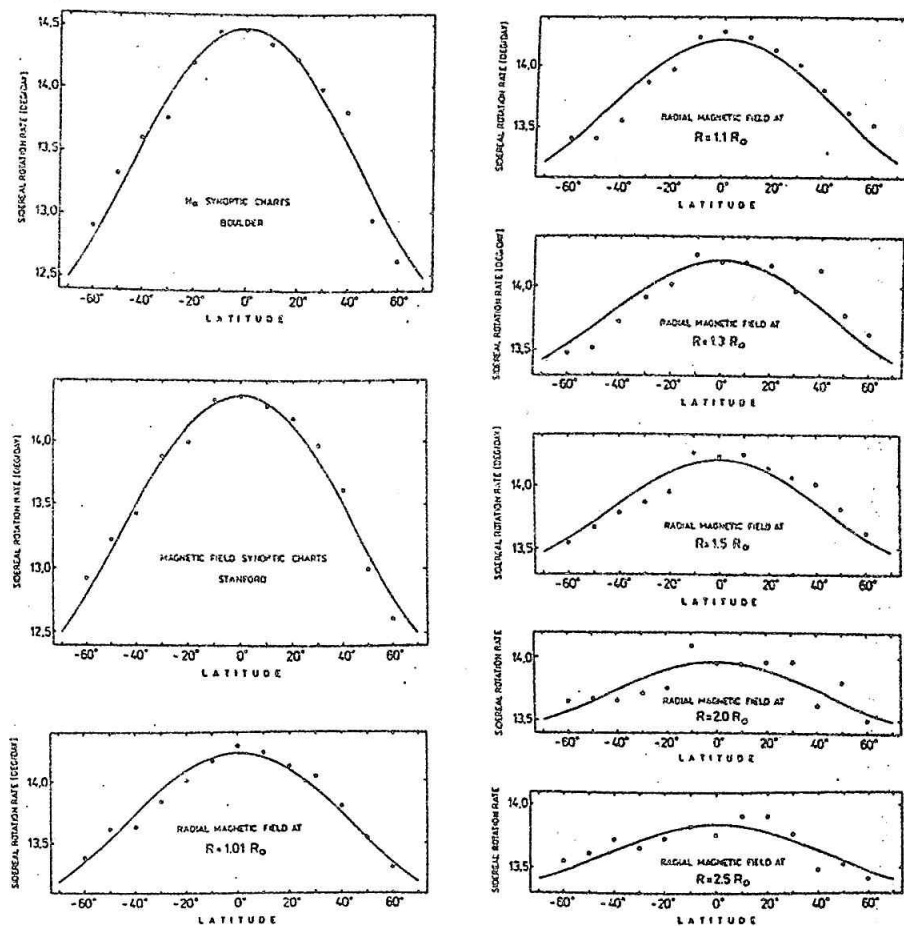 SIDEREAL ROTATION RATE [DEG/DAY]
14,5
14,0
13,5
13,0
12,5
Hα SYNOPTIC CHARTS
BOULDER
-60° -40° -20° 0° 20° 40° 60°
LATITUDE
SIDEREAL ROTATION RATE [DEG/DAY]
14,0
13,5
13,0
12,5
MAGNETIC FIELD SYNOPTIC CHARTS
STANFORD
-60° -40° -20° 0° 20° 40° 60°
LATITUDE
SIDEREAL ROTATION RATE [DEG/DAY]
14,0
13,5
RADIAL MAGNETIC FIELD AT
R=1.01 R⊙
-60° -40° -20° 0° 20° 40° 60°
LATITUDE
SIDEREAL ROTATION RATE [DEG/DAY]
14,0
13,5
RADIAL MAGNETIC FIELD AT
R=1.1 R⊙
-60° -40° -20° 0° 20° 40° 60°
LATITUDE
SIDEREAL ROTATION RATE [DEG/DAY]
14,0
13,5
RADIAL MAGNETIC FIELD AT
R=1.3 R⊙
-60° -40° -20° 0° 20° 40° 60°
LATITUDE
SIDEREAL ROTATION RATE [DEG/DAY]
14,0
13,5
RADIAL MAGNETIC FIELD AT
R=1.5 R⊙
-60° -40° -20° 0° 20° 40° 60°
LATITUDE
SIDEREAL ROTATION RATE
14,0
13,5
RADIAL MAGNETIC FIELD AT
R=2.0 R⊙
-60° -40° -20° 0° 20° 40° 60°
LATITUDE
SIDEREAL ROTATION RATE
14,0
13,5
RADIAL MAGNETIC FIELD AT
R=2.5 R⊙
-60° -40° -20° 0° 20° 40° 60°
LATITUDE